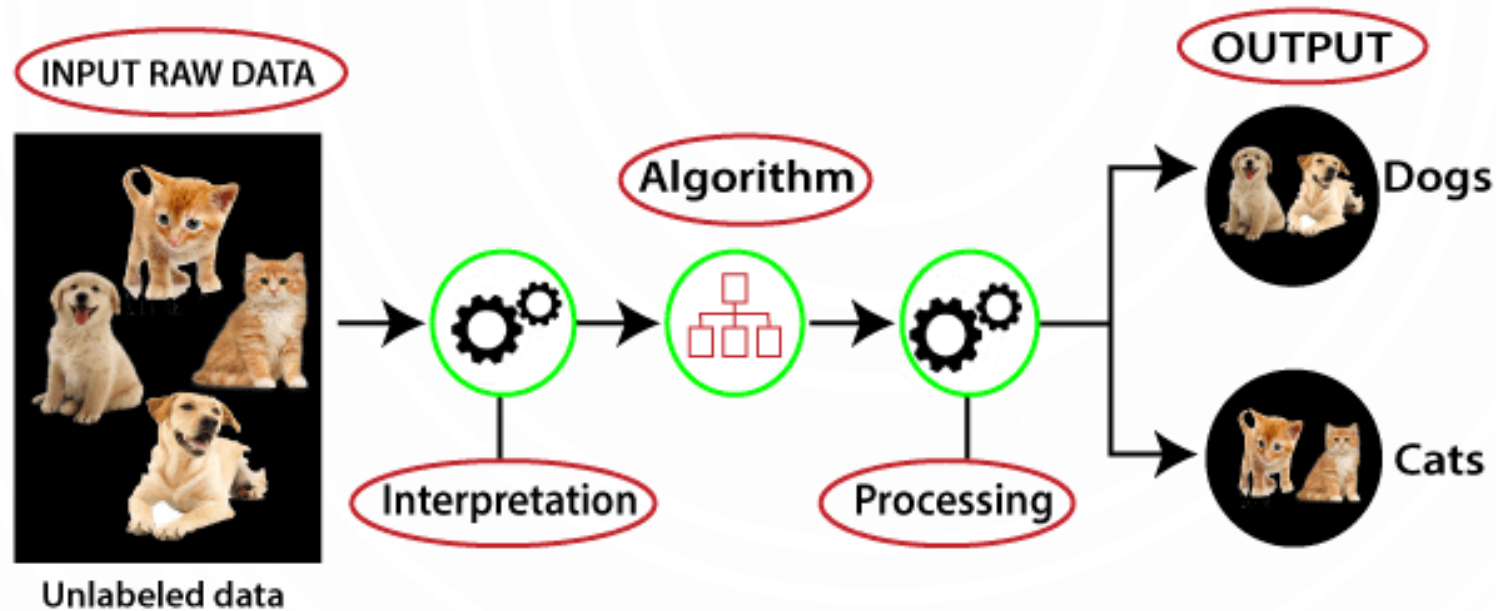 INPUT RAW DATA
Unlabeled data
Interpretation
Algorithm
Processing
OUTPUT
Dogs
Cats